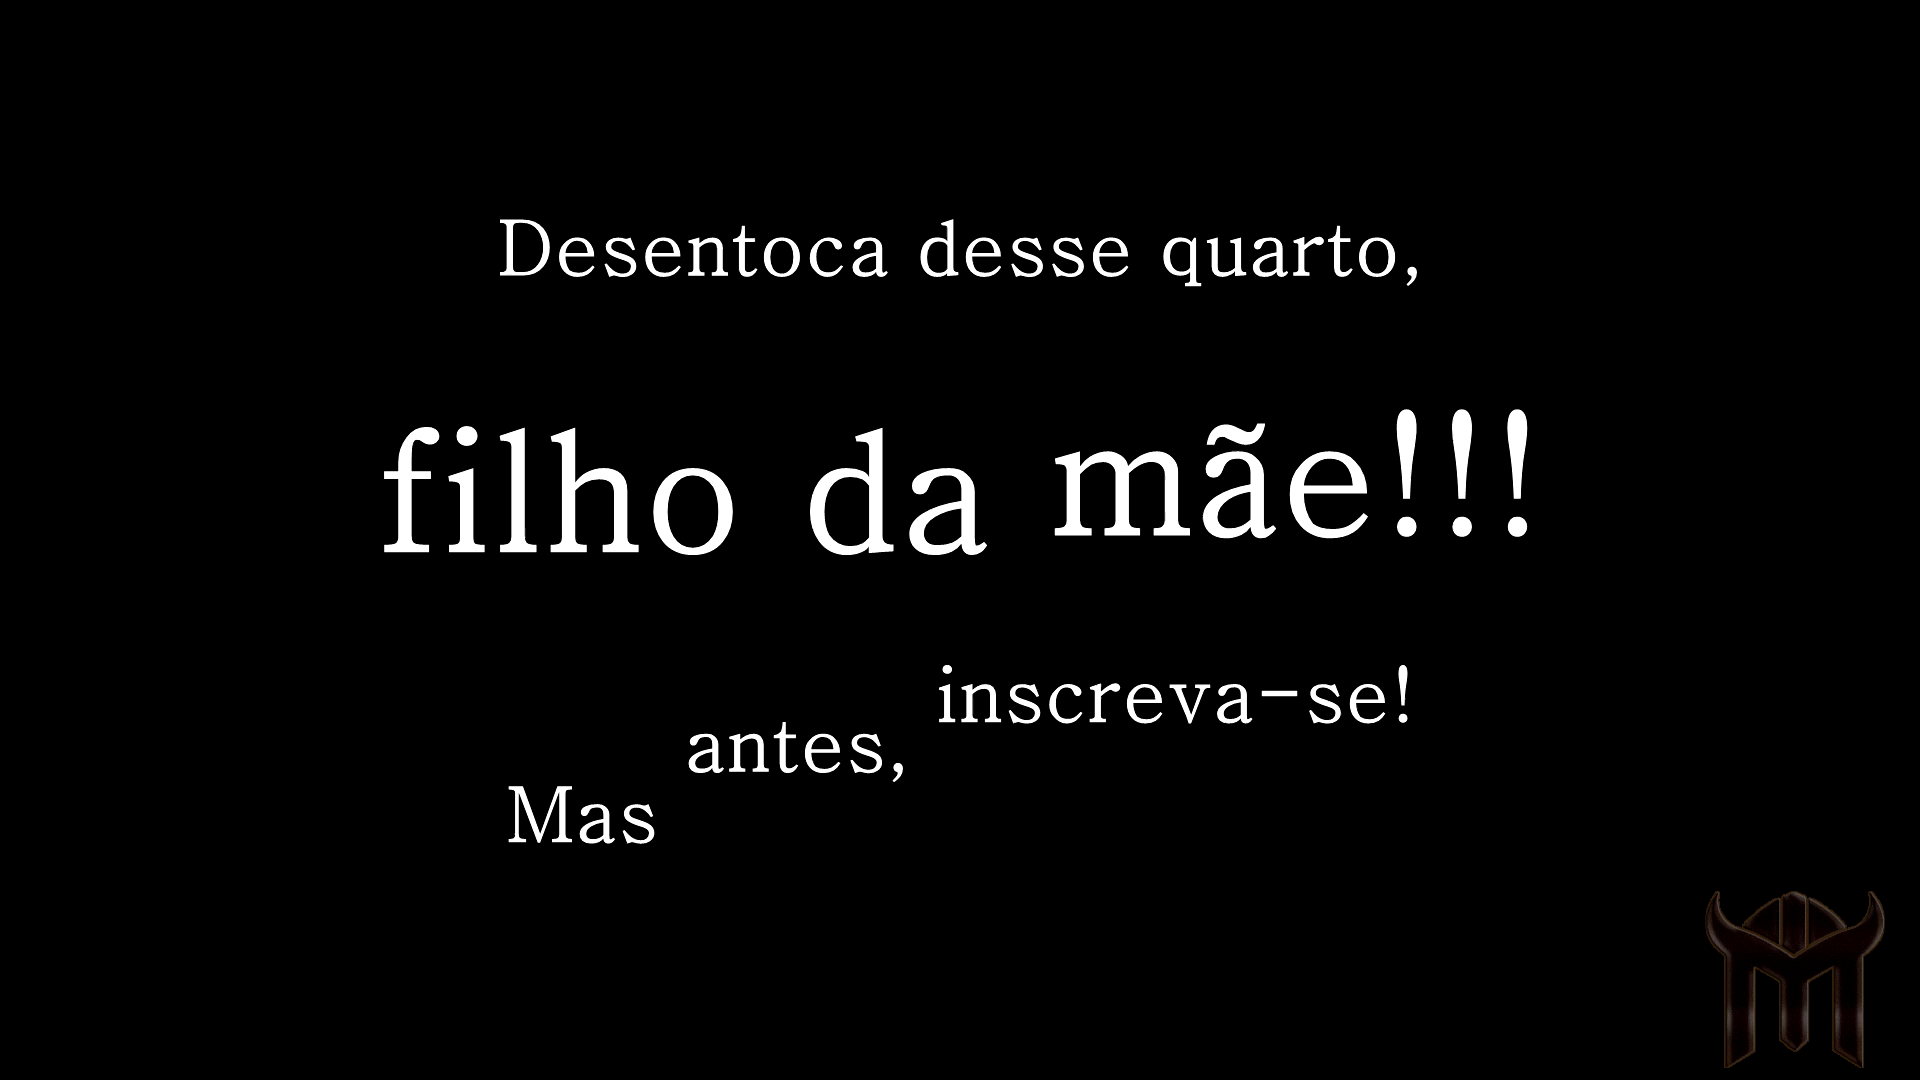 Desentoca desse quarto,
filho da mãe!!!
Mas antes, inscreva-se!